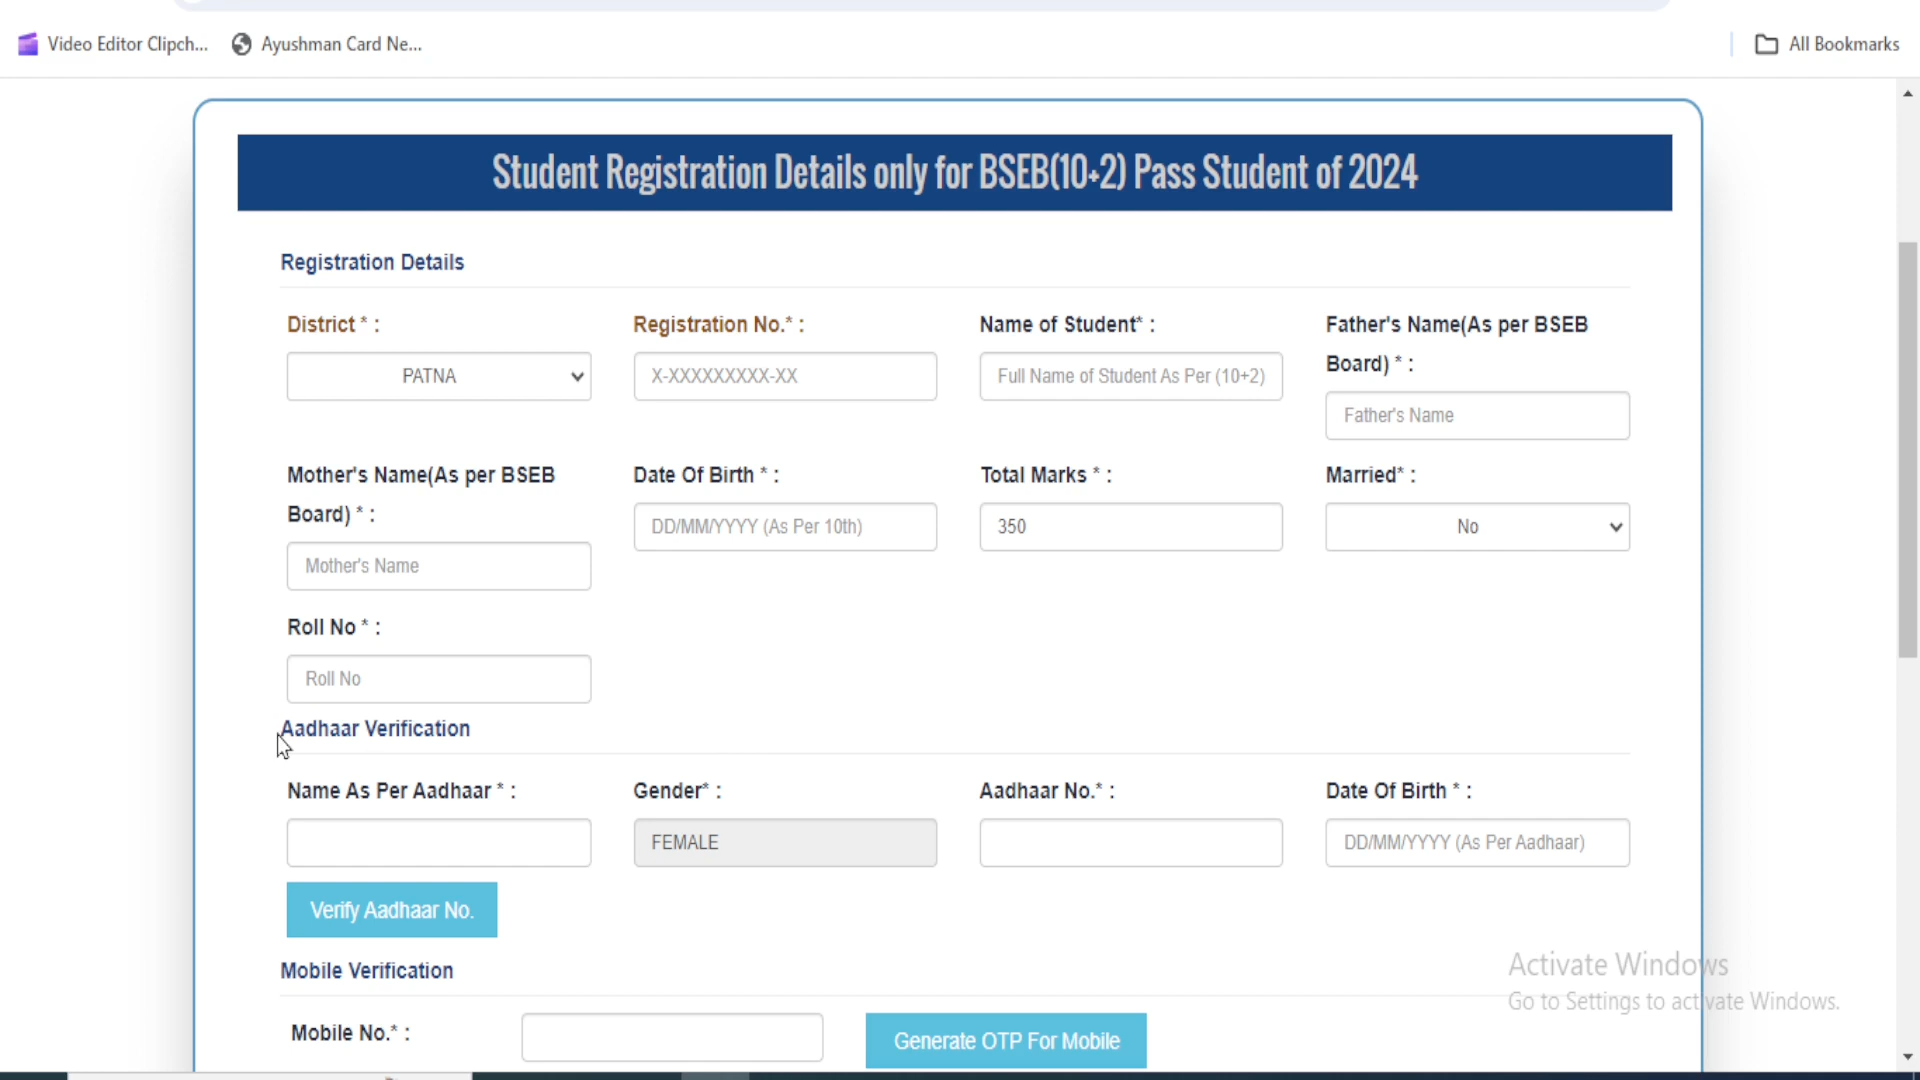 Video Editor Clipch...
Ayushman Card Ne...
All Bookmarks
Student Registration Details only for BSEB(10+2) Pass Student of 2024
Registration Details
District * :
Registration No.* :
Name of Student* :
Father's Name(As per BSEB
Board) * :
PATNA
X-XXXXXXXXX-XX
Full Name of Student As Per (10+2)
Father's Name
Mother's Name(As per BSEB
Board) * :
Date Of Birth * :
Total Marks * :
Married* :
Mother's Name
DD/MM/YYYY (As Per 10th)
350
No
Roll No * :
Roll No
Aadhaar Verification
Name As Per Aadhaar * :
Gender* :
Aadhaar No.* :
Date Of Birth * :
FEMALE
DD/MM/YYYY (As Per Aadhaar)
Verify Aadhaar No.
Mobile Verification
Mobile No.* :
Generate OTP For Mobile
Activate Windows
Go to Settings to activate Windows.